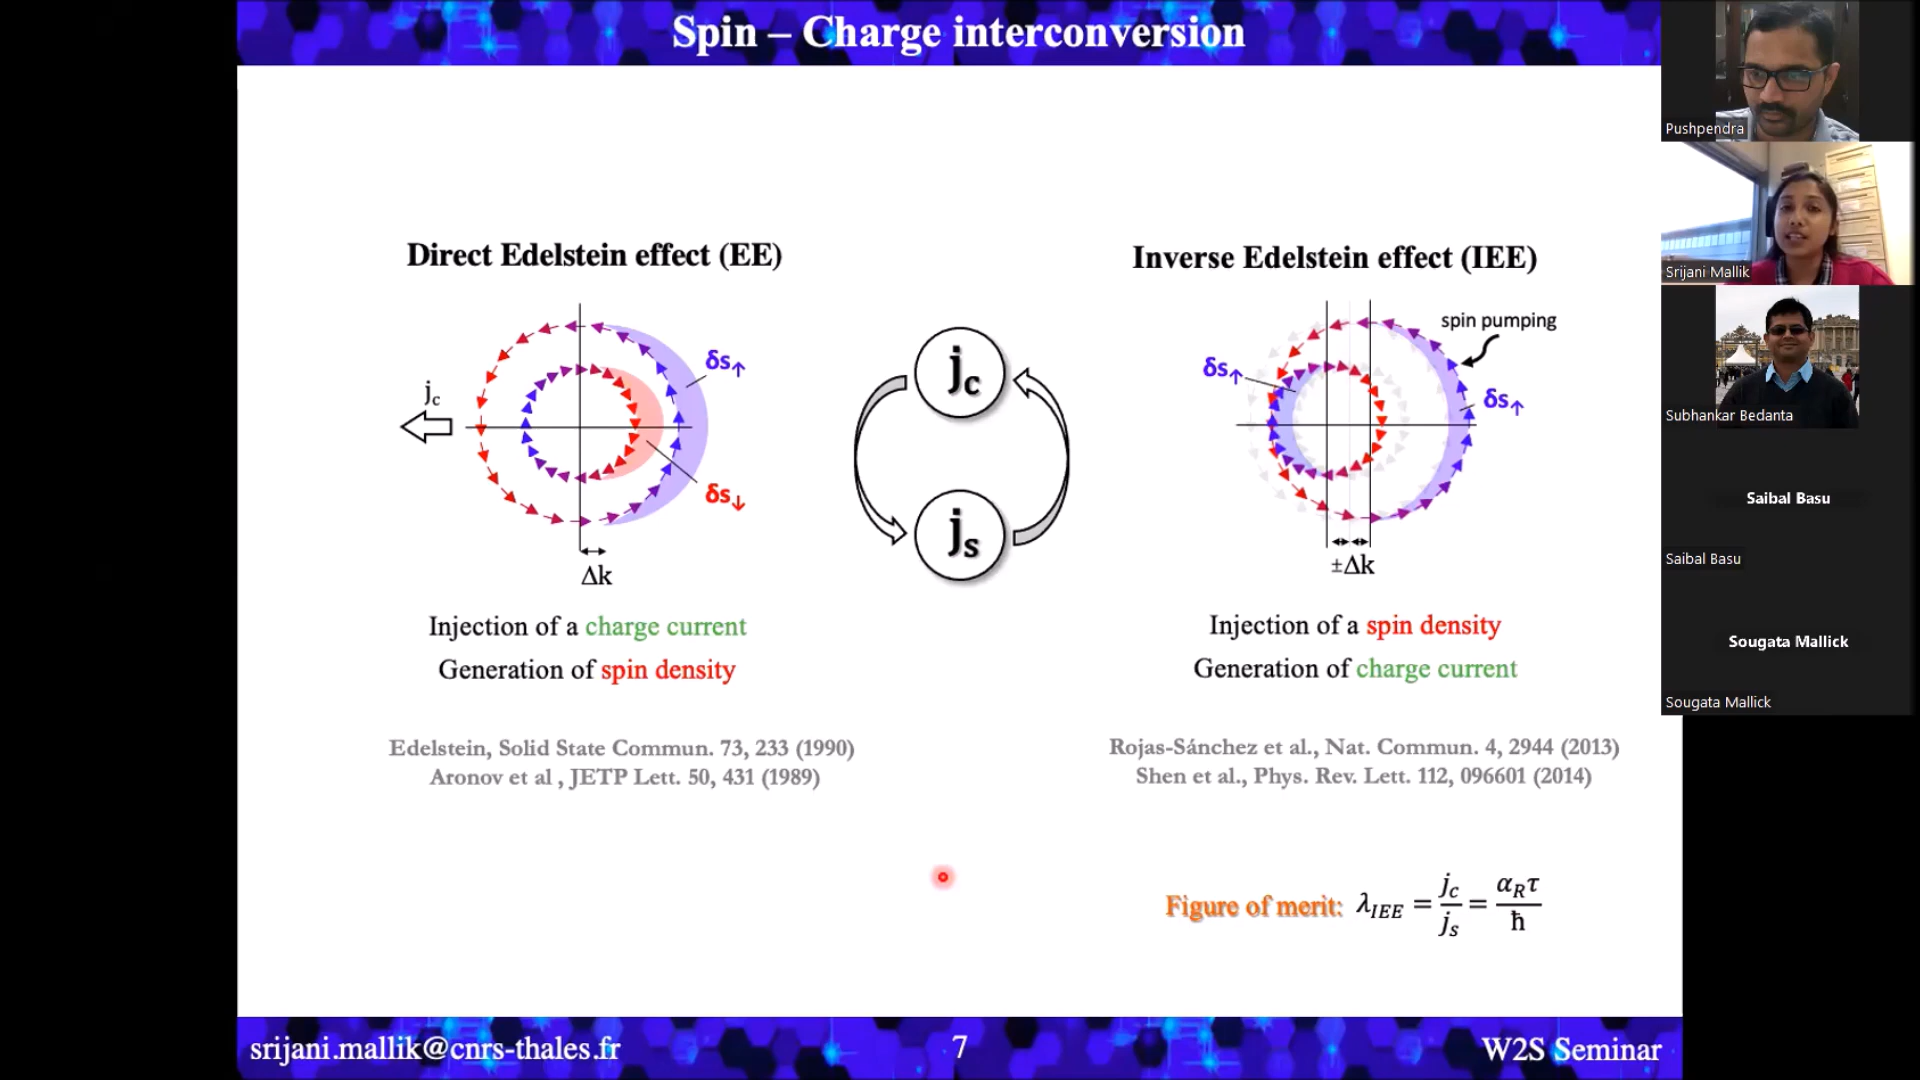 Spin – Charge interconversion
Direct Edelstein effect (EE)
jc
δs↑
δs↓
Δk
Injection of a charge current
Generation of spin density
Edelstein, Solid State Commun. 73, 233 (1990)
Aronov et al , JETP Lett. 50, 431 (1989)
jc
js
Inverse Edelstein effect (IEE)
spin pumping
δs↑
δs↑
±Δk
Injection of a spin density
Generation of charge current
Rojas-Sánchez et al., Nat. Commun. 4, 2944 (2013)
Shen et al., Phys. Rev. Lett. 112, 096601 (2014)
Figure of merit: λIEE = jc/js = αRτ/ħ
srijani.mallik@cnrs-thales.fr
7
W2S Seminar
Pushpendra
Srijani Mallik
Subhankar Bedanta
Saibal Basu
Saibal Basu
Sougata Mallick
Sougata Mallick